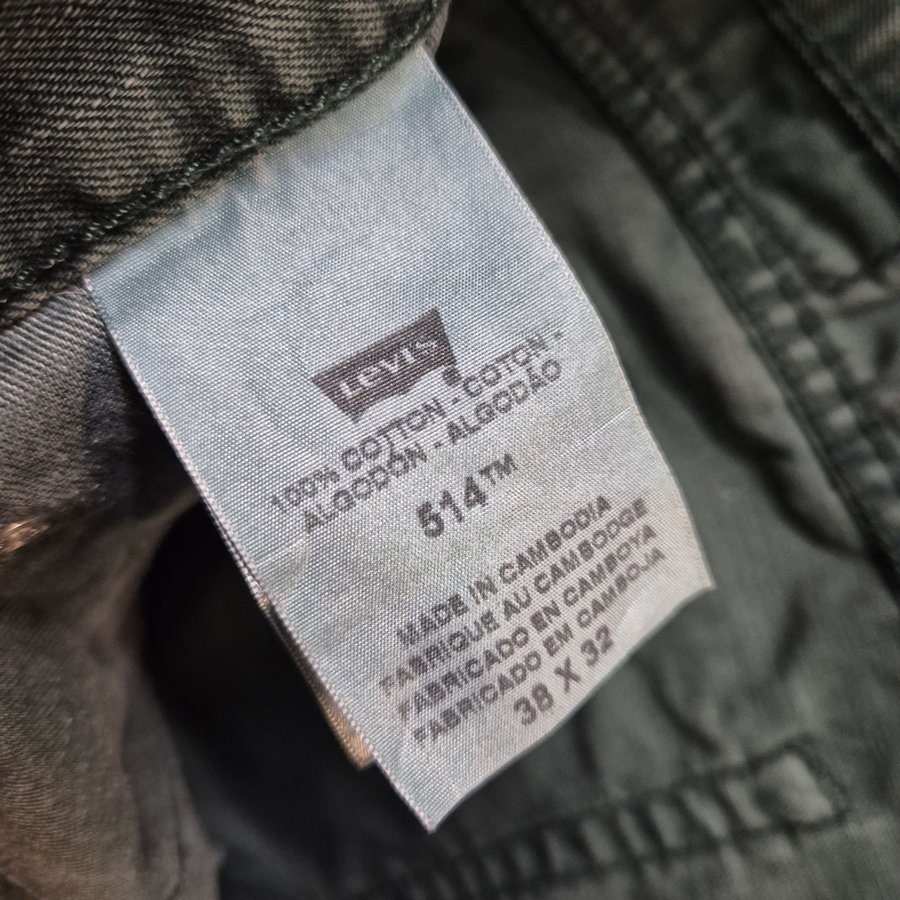 Levi's®
100% COTTON - COTON -
ALGODÓN - ALGODÃO
514™
MADE IN CAMBODIA
FABRIQUE AU CAMBODGE
FABRICADO EN CAMBOYA
FABRICADO EM CAMBOJA
38 X 32